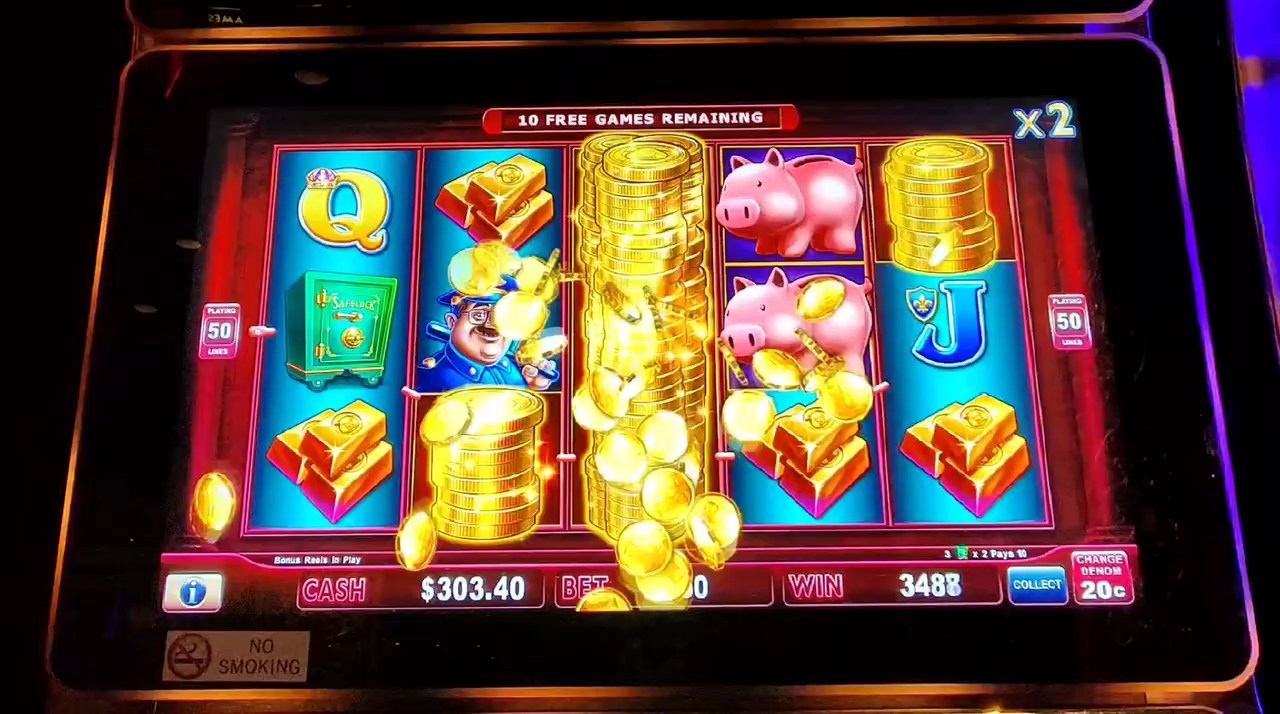 10 FREE GAMES REMAINING
x2
Q
SAFELOCK
J
PLAYING
50
LINES
PLAYING
50
LINES
Bonus Reels in Play
3 x 2 Pays 10
CASH $303.40
BET
WIN
COLLECT
CHANGE
DENOM
20c
NO
SMOKING